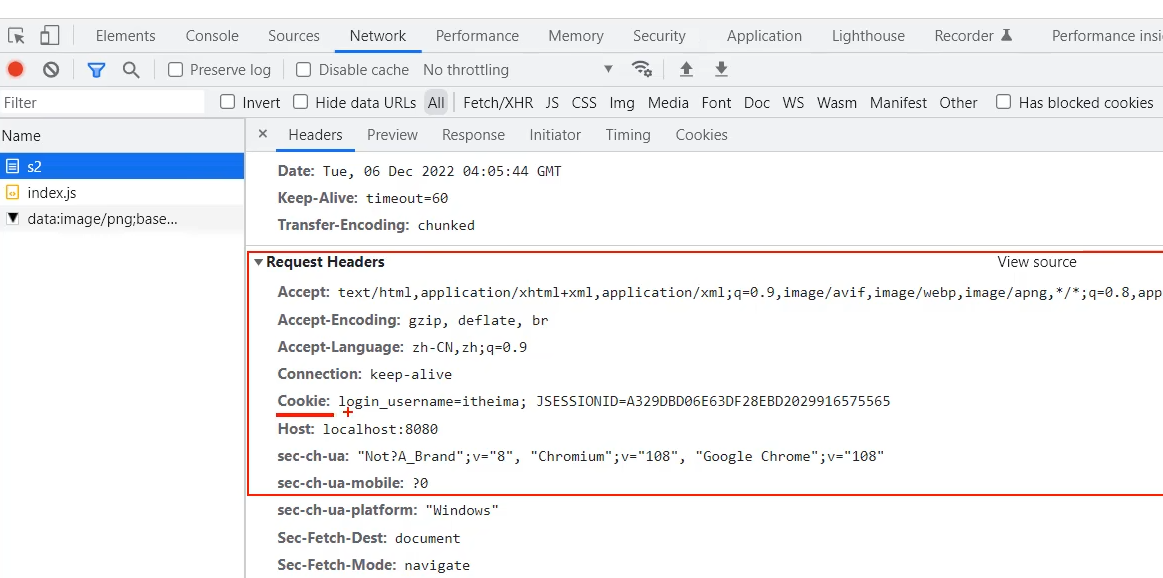 Elements Console Sources Network Performance Memory Security Application Lighthouse Recorder Performance insi
Preserve log Disable cache No throttling
Filter Invert Hide data URLs All Fetch/XHR JS CSS Img Media Font Doc WS Wasm Manifest Other Has blocked cookies
Name × Headers Preview Response Initiator Timing Cookies
s2
index.js
data:image/png;base...
Date: Tue, 06 Dec 2022 04:05:44 GMT
Keep-Alive: timeout=60
Transfer-Encoding: chunked
Request Headers View source
Accept: text/html,application/xhtml+xml,application/xml;q=0.9,image/avif,image/webp,image/apng,*/*;q=0.8,app
Accept-Encoding: gzip, deflate, br
Accept-Language: zh-CN,zh;q=0.9
Connection: keep-alive
Cookie: login_username=itheima; JSESSIONID=A329DBD06E63DF28EBD2029916575565
Host: localhost:8080
sec-ch-ua: "Not?A_Brand";v="8", "Chromium";v="108", "Google Chrome";v="108"
sec-ch-ua-mobile: ?0
sec-ch-ua-platform: "Windows"
Sec-Fetch-Dest: document
Sec-Fetch-Mode: navigate